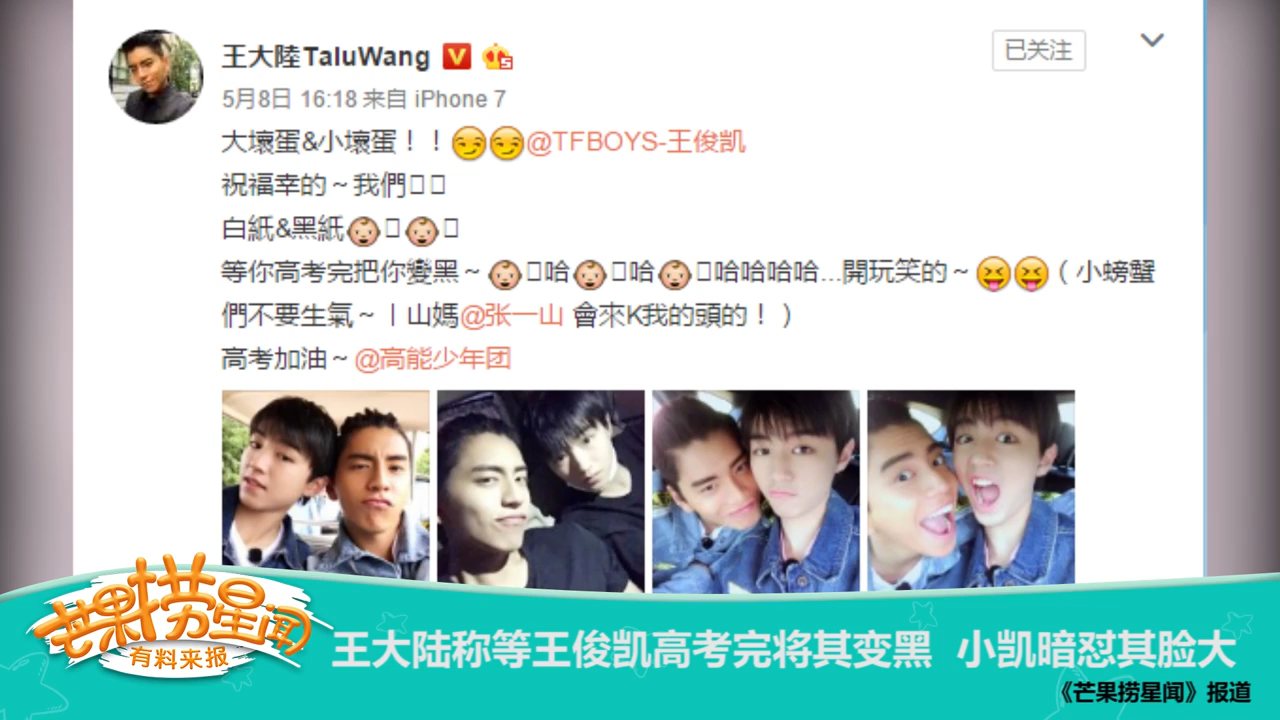 王大陸TaluWang
已关注
5月8日 16:18 来自 iPhone 7
大壞蛋&小壞蛋！！😏😏@TFBOYS-王俊凯
祝福幸的～我們
白紙&黑紙👶👶
等你高考完把你變黑～👶哈👶哈👶哈哈哈哈...開玩笑的～😝😝（小螃蟹
們不要生氣～丨山媽@张一山 會來K我的頭的！）
高考加油～@高能少年团
芒果捞星闻
有料来报
王大陆称等王俊凯高考完将其变黑 小凯暗怼其脸大
《芒果捞星闻》报道